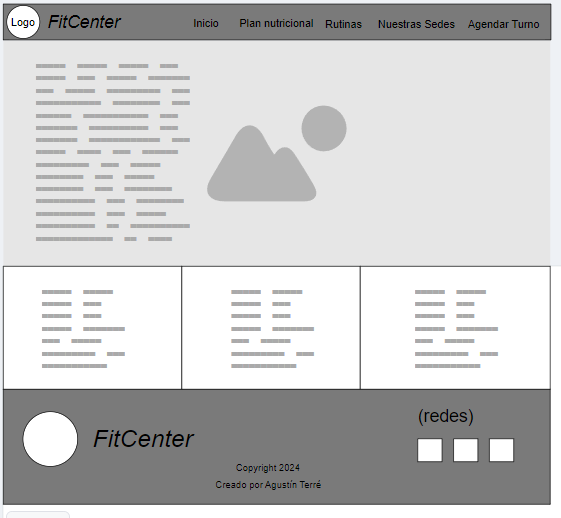 Logo FitCenter Inicio Plan nutricional Rutinas Nuestras Sedes Agendar Turno
(redes)
FitCenter
Copyright 2024
Creado por Agustín Terré